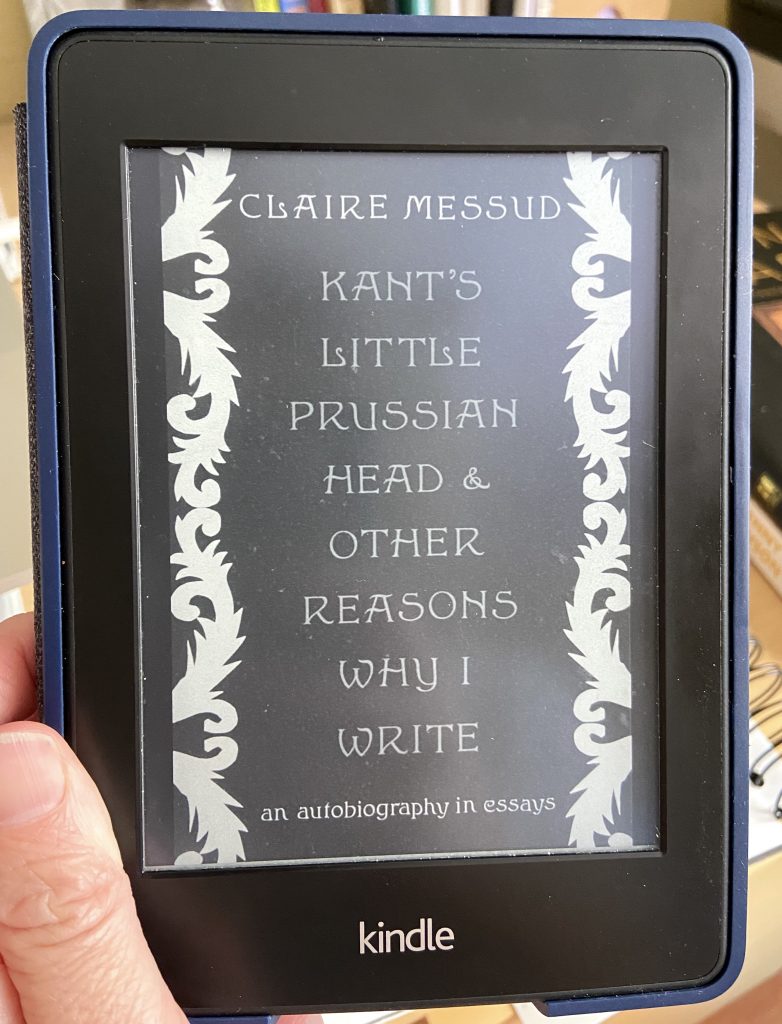 CLAIRE MESSUD
KANT'S
LITTLE
PRUSSIAN
HEAD &
OTHER
REASONS
WHY I
WRITE
an autobiography in essays
kindle